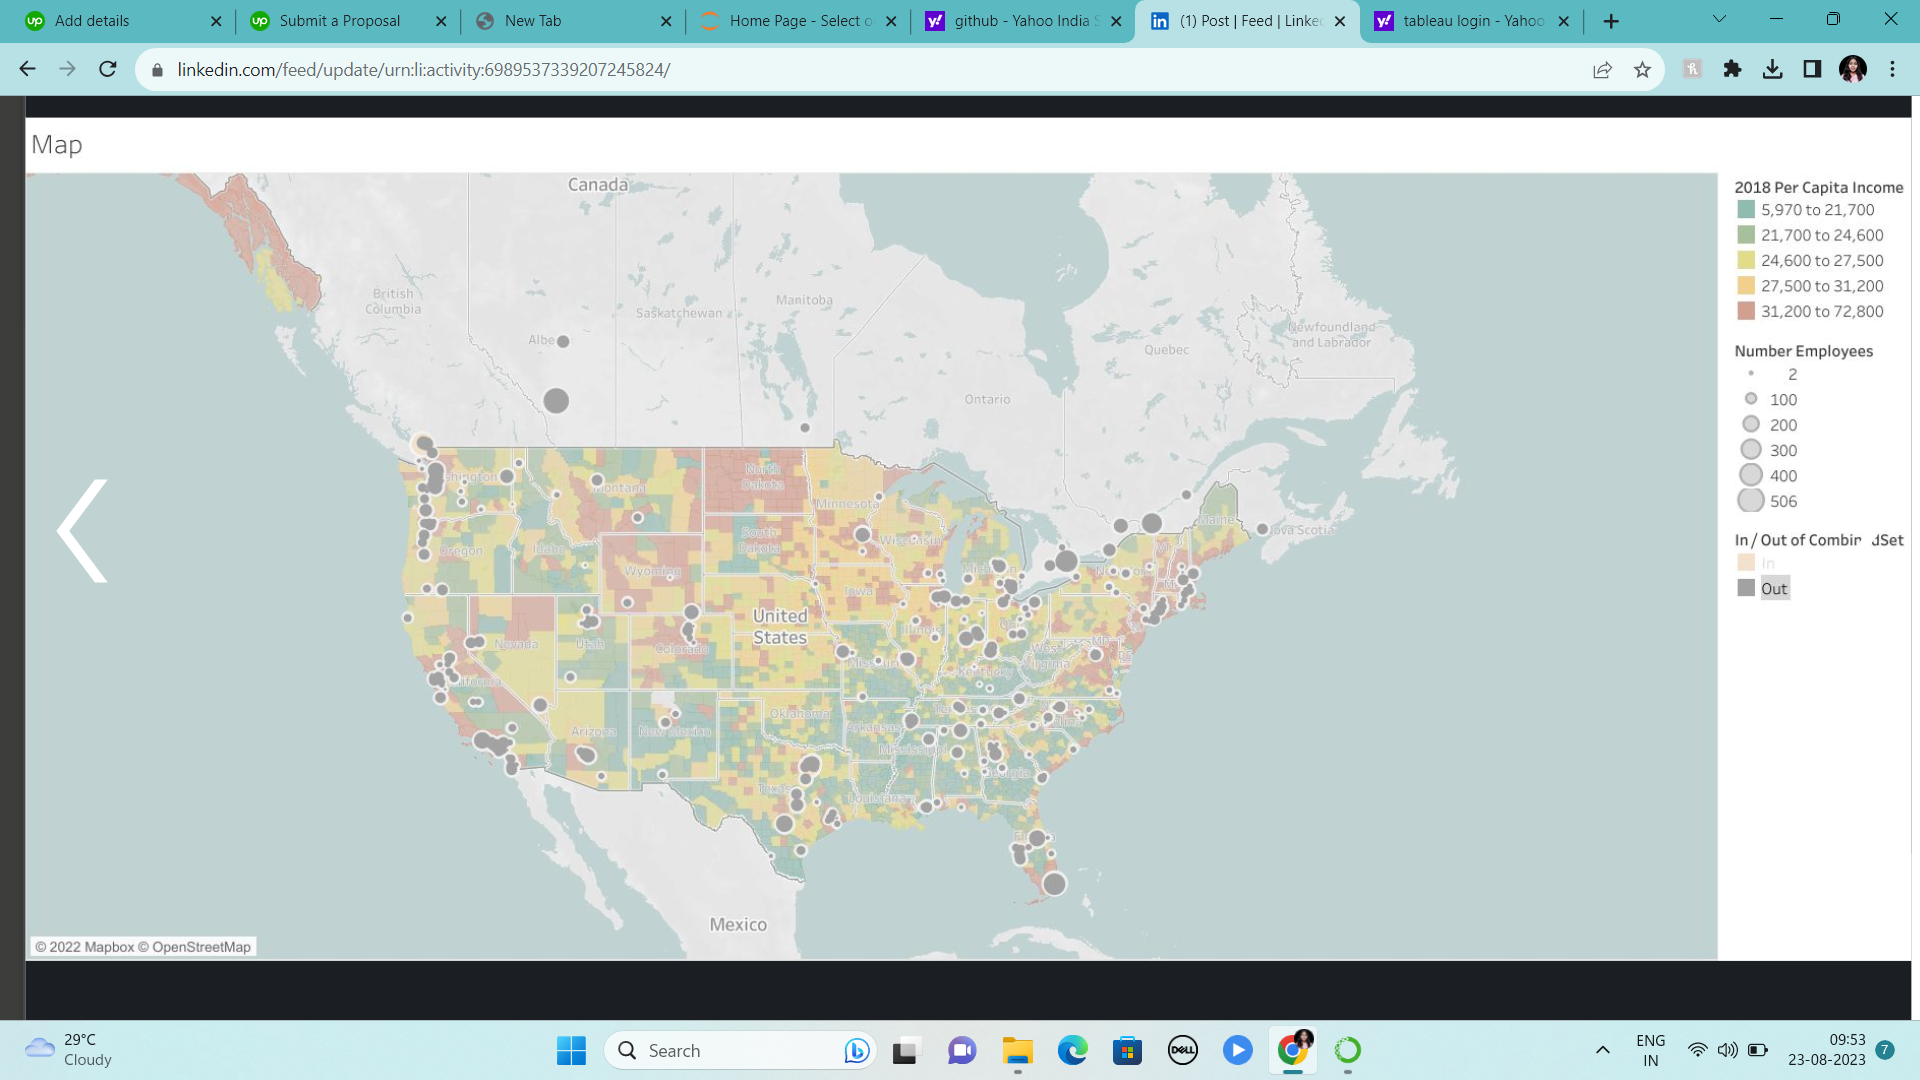 Add details
Submit a Proposal
New Tab
Home Page - Select o
github - Yahoo India S
(1) Post | Feed | Linke
tableau login - Yahoo
linkedin.com/feed/update/urn:li:activity:6989537339207245824/
Map
Canada
British
Columbia
Albe
Saskatchewan
Manitoba
Ontario
Quebec
Newfoundland
and Labrador
ova Scotia
shington
ontana
North
Dakota
Minnesota
Maine
Oregon
Idaho
South
Dakota
Wisconsin
Wyoming
Iowa
United
States
Nevada
Utah
Colorado
Illinois
West
Virginia
Missouri
Kentucky
lifornia
Arizona
New Mexico
Oklahoma
Arkansas
Mississippi
Georgia
Texas
Louisiana
Mexico
© 2022 Mapbox © OpenStreetMap
2018 Per Capita Income
5,970 to 21,700
21,700 to 24,600
24,600 to 27,500
27,500 to 31,200
31,200 to 72,800
Number Employees
2
100
200
300
400
506
In / Out of Combin dSet
In
Out
29°C
Cloudy
Search
DELL
ENG
IN
09:53
23-08-2023
7